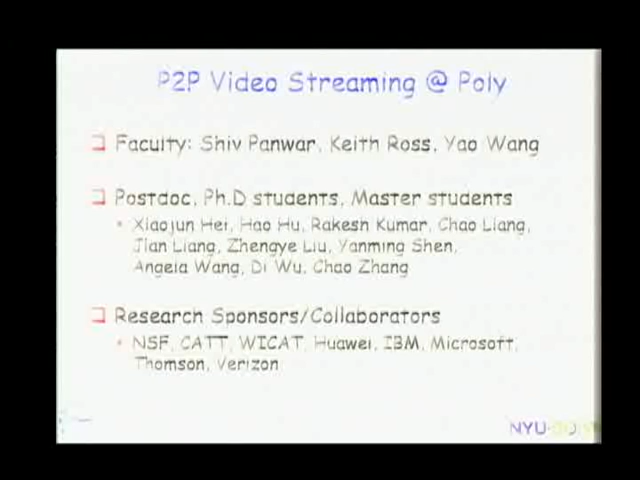 P2P Video Streaming @ Poly
Faculty: Shiv Panwar, Keith Ross, Yao Wang
Postdoc, Ph.D students, Master students
Xiaojun Hei, Hao Hu, Rakesh Kumar, Chao Liang,
Jian Liang, Zhengye Liu, Yanming Shen,
Angela Wang, Di Wu, Chao Zhang
Research Sponsors/Collaborators
NSF, CATT, WICAT, Huawei, IBM, Microsoft,
Thomson, Verizon
NYU-POLY